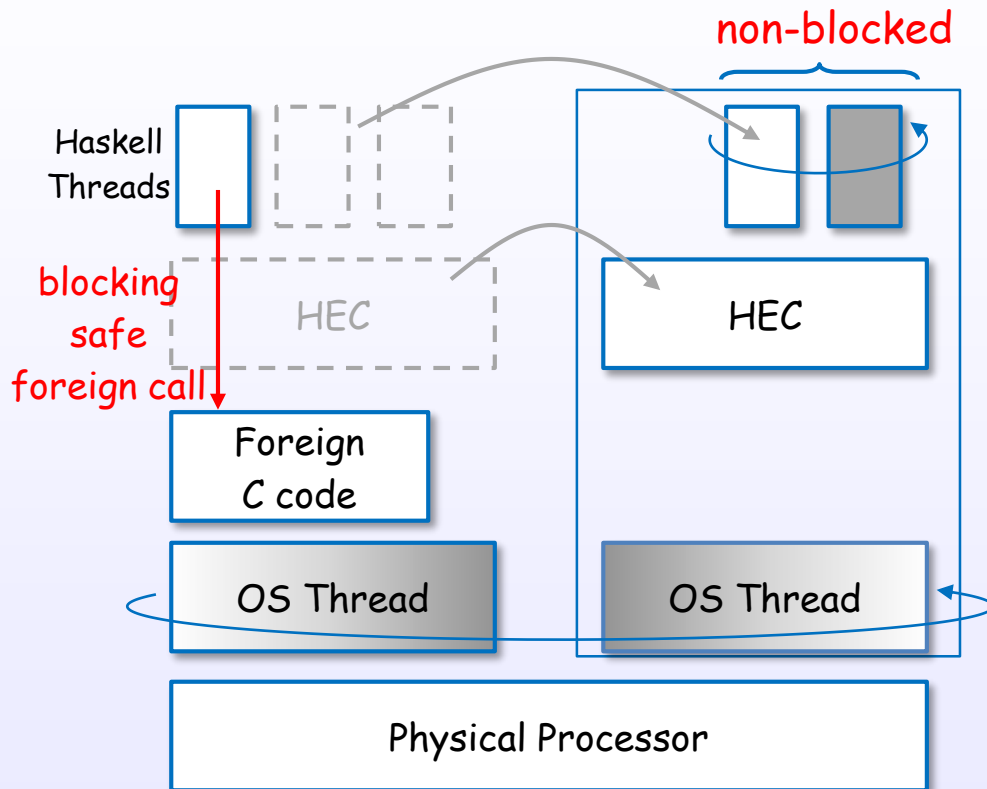 non-blocked
Haskell
Threads
blocking
safe
foreign call
HEC
HEC
Foreign
C code
OS Thread
OS Thread
Physical Processor